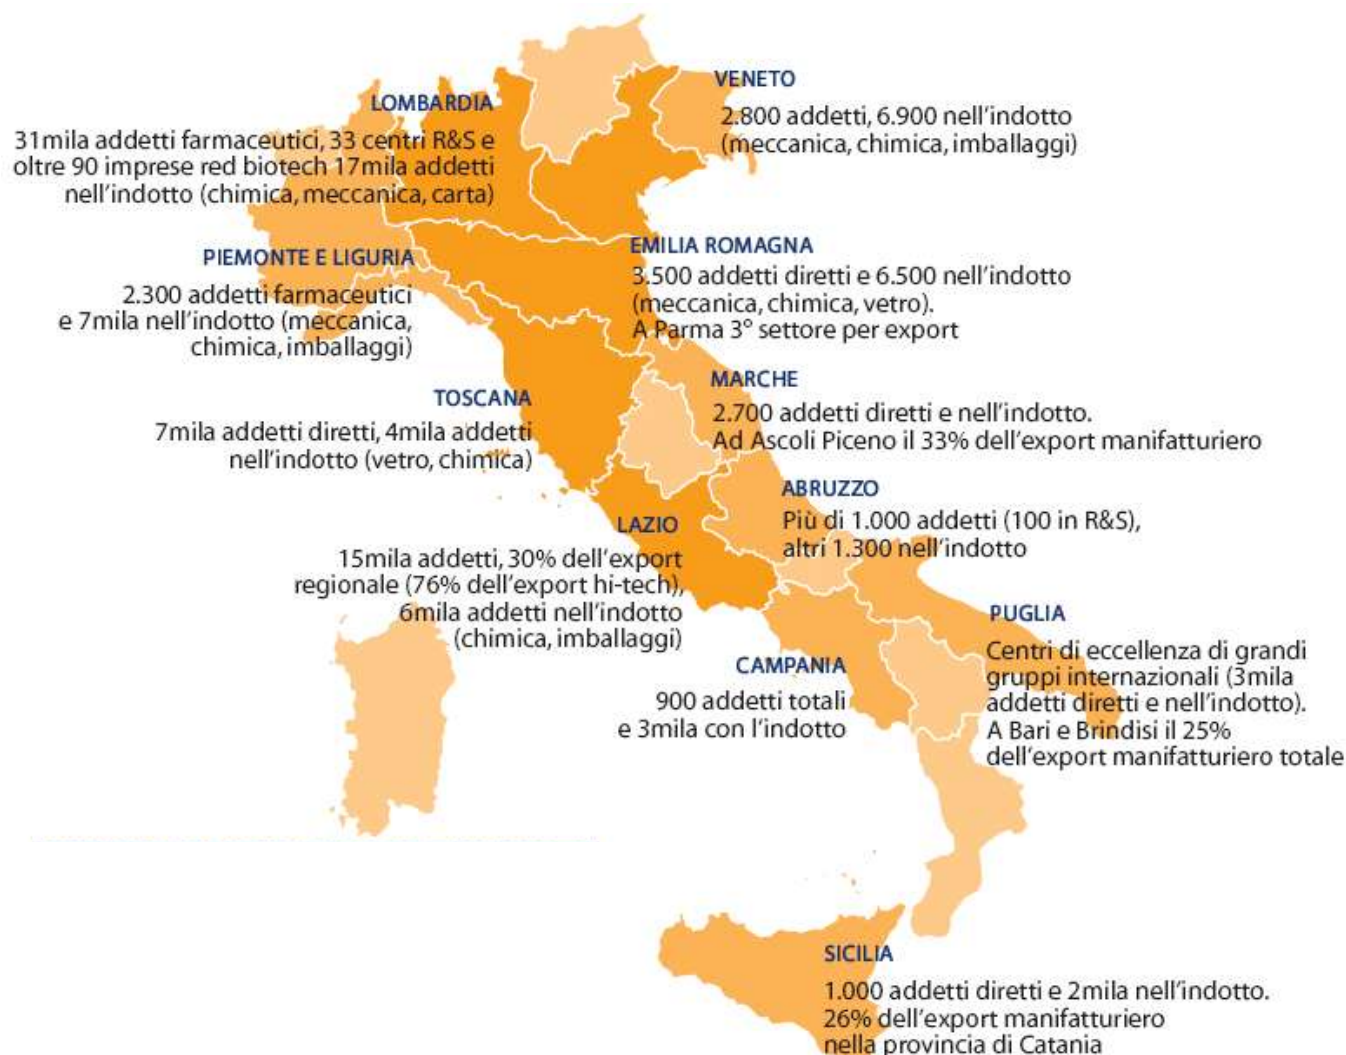 VENETO
2.800 addetti, 6.900 nell'indotto
(meccanica, chimica, imballaggi)
LOMBARDIA
31mila addetti farmaceutici, 33 centri R&S e
oltre 90 imprese red biotech 17mila addetti
nell'indotto (chimica, meccanica, carta)
PIEMONTE E LIGURIA
2.300 addetti farmaceutici
e 7mila nell'indotto (meccanica,
chimica, imballaggi)
EMILIA ROMAGNA
3.500 addetti diretti e 6.500 nell'indotto
(meccanica, chimica, vetro).
A Parma 3° settore per export
TOSCANA
7mila addetti diretti, 4mila addetti
nell'indotto (vetro, chimica)
MARCHE
2.700 addetti diretti e nell'indotto.
Ad Ascoli Piceno il 33% dell'export manifatturiero
ABRUZZO
Più di 1.000 addetti (100 in R&S),
altri 1.300 nell'indotto
LAZIO
15mila addetti, 30% dell'export
regionale (76% dell'export hi-tech),
6mila addetti nell'indotto
(chimica, imballaggi)
PUGLIA
Centri di eccellenza di grandi
gruppi internazionali (3mila
addetti diretti e nell'indotto).
A Bari e Brindisi il 25%
dell'export manifatturiero totale
CAMPANIA
900 addetti totali
e 3mila con l'indotto
SICILIA
1.000 addetti diretti e 2mila nell'indotto.
26% dell'export manifatturiero
nella provincia di Catania